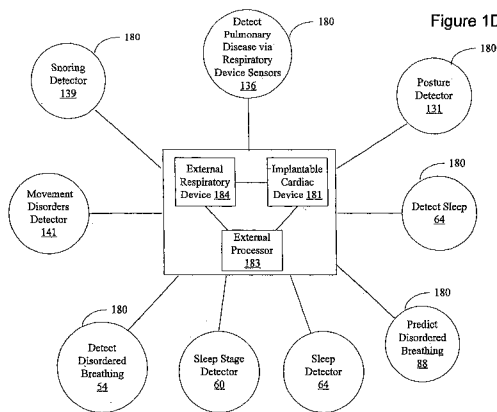 Figure 1D
180
Detect
Pulmonary
Disease via
Respiratory
Device Sensors
136
180
Snoring
Detector
139
180
Posture
Detector
131
180
External
Respiratory
Device 184
Implantable
Cardiac
Device 181
External
Processor
183
Movement
Disorders
Detector
141
180
Detect Sleep
64
180
Detect
Disordered
Breathing
54
Sleep Stage
Detector
60
Sleep
Detector
64
180
Predict
Disordered
Breathing
88